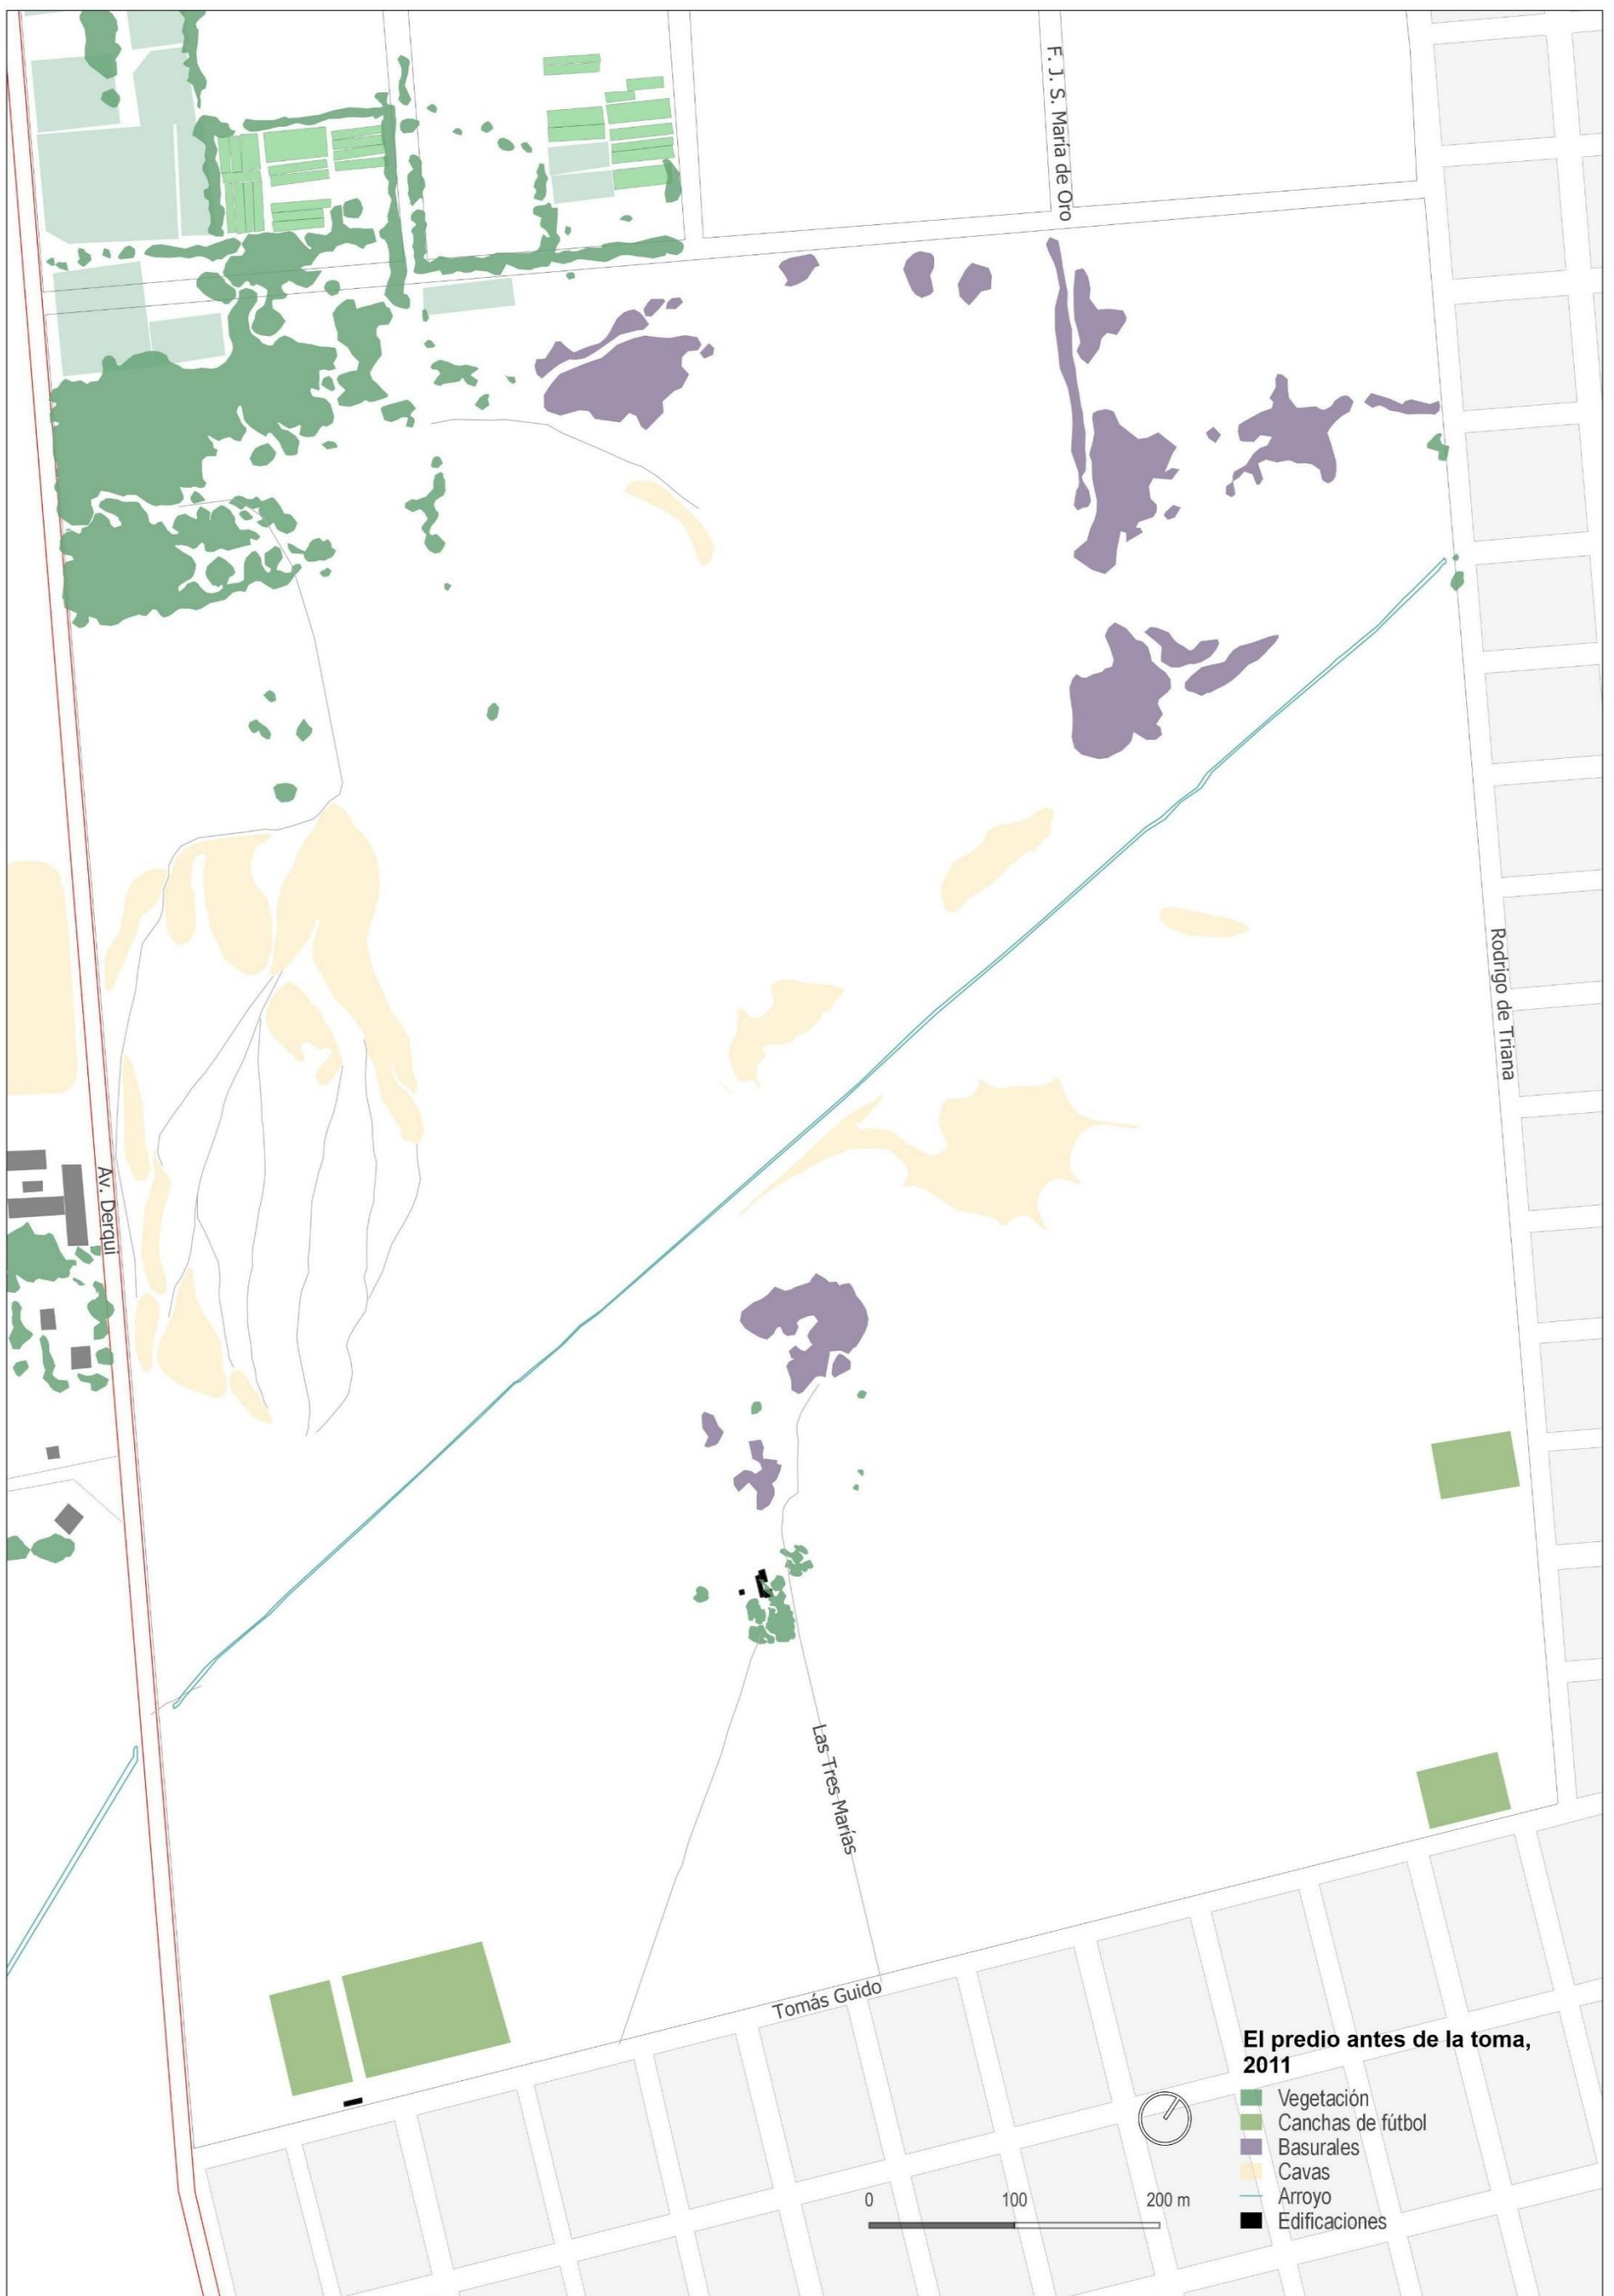 F. J. S. María de Oro
Rodrigo de Triana
Av. Derqui
Las Tres Marías
Tomás Guido
El predio antes de la toma,
2011
Vegetación
Canchas de fútbol
Basurales
Cavas
Arroyo
Edificaciones
0 100 200 m